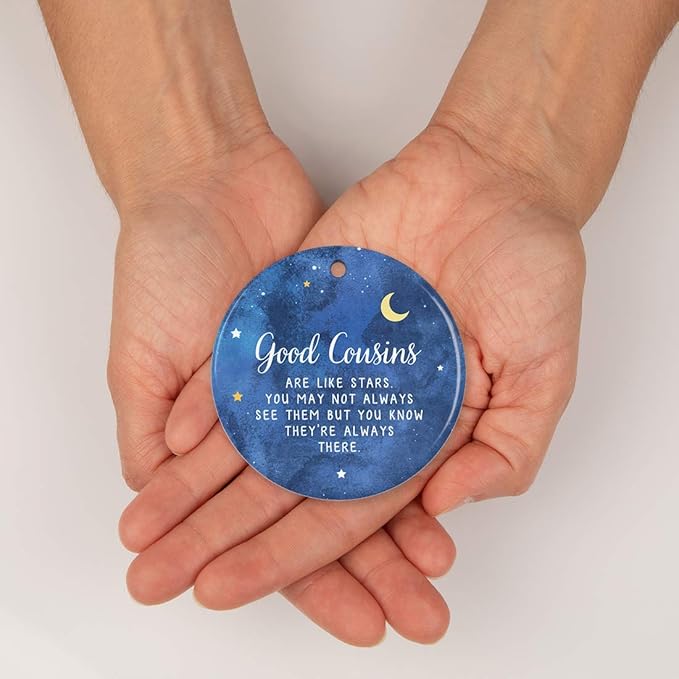 Good Cousins
ARE LIKE STARS.
YOU MAY NOT ALWAYS
SEE THEM BUT YOU KNOW
THEY'RE ALWAYS
THERE.